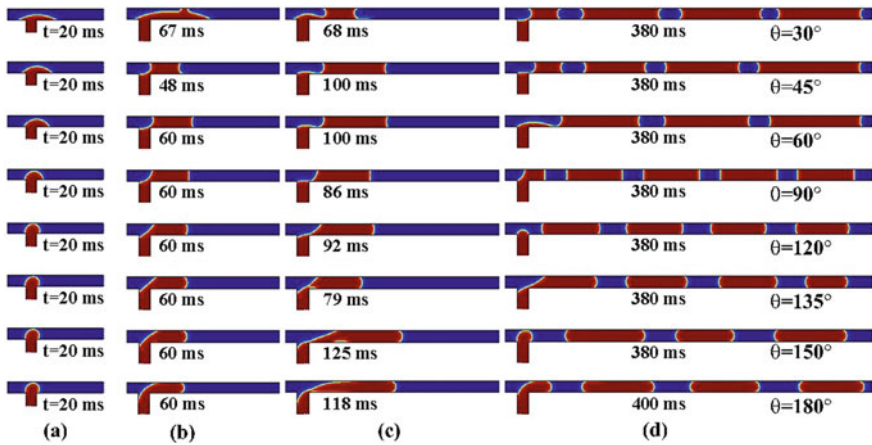 t=20 ms 67 ms 68 ms 380 ms θ=30°
t=20 ms 48 ms 100 ms 380 ms θ=45°
t=20 ms 60 ms 100 ms 380 ms θ=60°
t=20 ms 60 ms 86 ms 380 ms θ=90°
t=20 ms 60 ms 92 ms 380 ms θ=120°
t=20 ms 60 ms 79 ms 380 ms θ=135°
t=20 ms 60 ms 125 ms 380 ms θ=150°
t=20 ms 60 ms 118 ms 400 ms θ=180°
(a) (b) (c) (d)